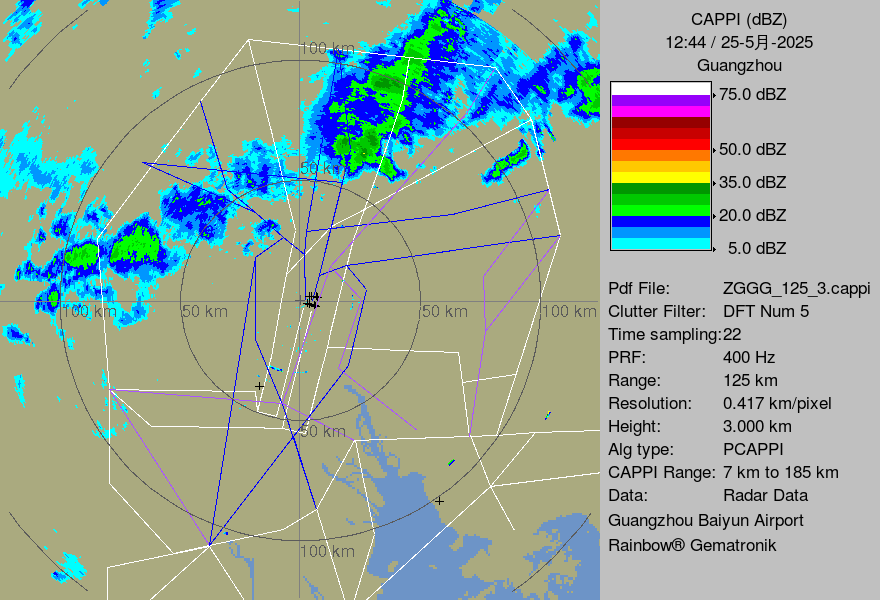 CAPPI (dBZ)
12:44 / 25-5月-2025
Guangzhou
75.0 dBZ
50.0 dBZ
35.0 dBZ
20.0 dBZ
5.0 dBZ
Pdf File: ZGGG_125_3.cappi
Clutter Filter: DFT Num 5
Time sampling:22
PRF: 400 Hz
Range: 125 km
Resolution: 0.417 km/pixel
Height: 3.000 km
Alg type: PCAPPI
CAPPI Range: 7 km to 185 km
Data: Radar Data
Guangzhou Baiyun Airport
Rainbow® Gematronik
100 km
50 km
100 km
50 km
50 km
100 km
50 km
100 km